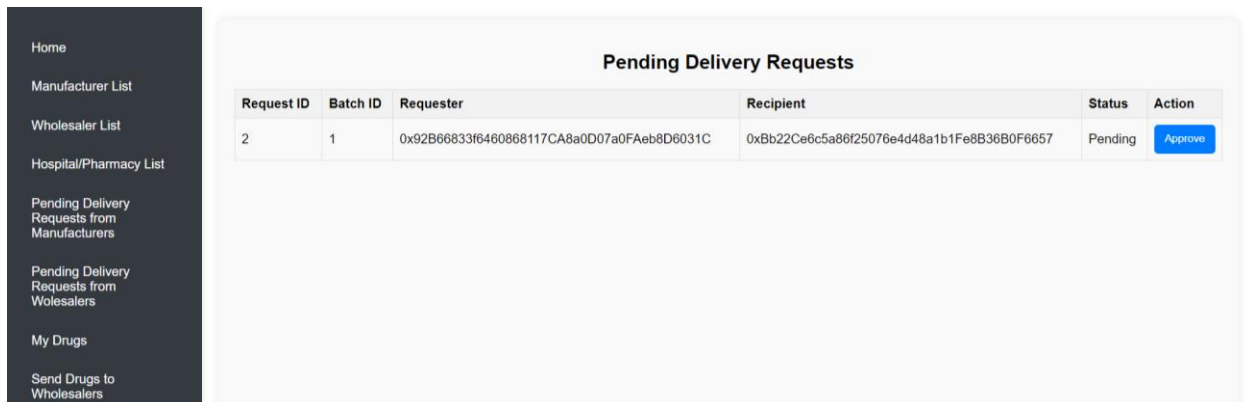 Home
Manufacturer List
Wholesaler List
Hospital/Pharmacy List
Pending Delivery
Requests from
Manufacturers
Pending Delivery
Requests from
Wolesalers
My Drugs
Send Drugs to
Wholesalers
Pending Delivery Requests
Request ID Batch ID Requester Recipient Status Action
2 1 0x92B66833f6460868117CA8a0D07a0FAeb8D6031C 0xBb22Ce6c5a86f25076e4d48a1b1Fe8B36B0F6657 Pending Approve